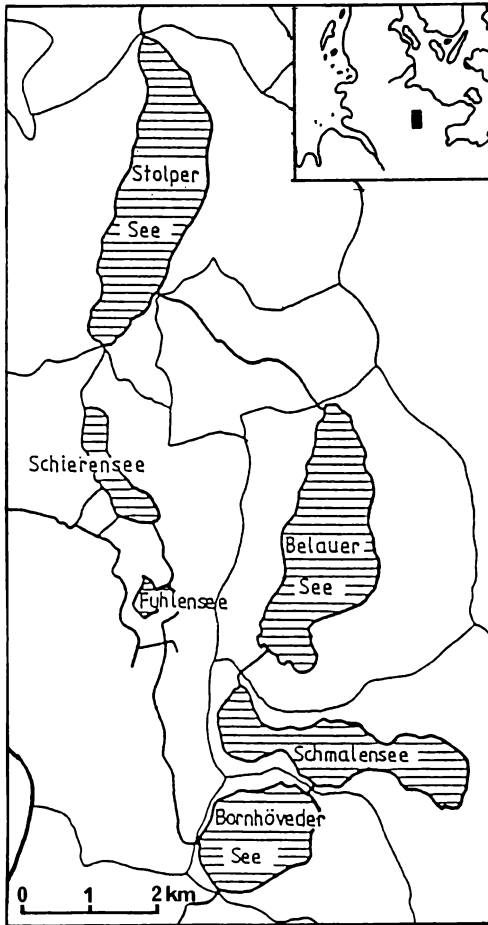 Stolper
See
Schierensee
Belauer
See
Fuhlensee
Schmalensee
Bornhöveder
See
0 1 2 km